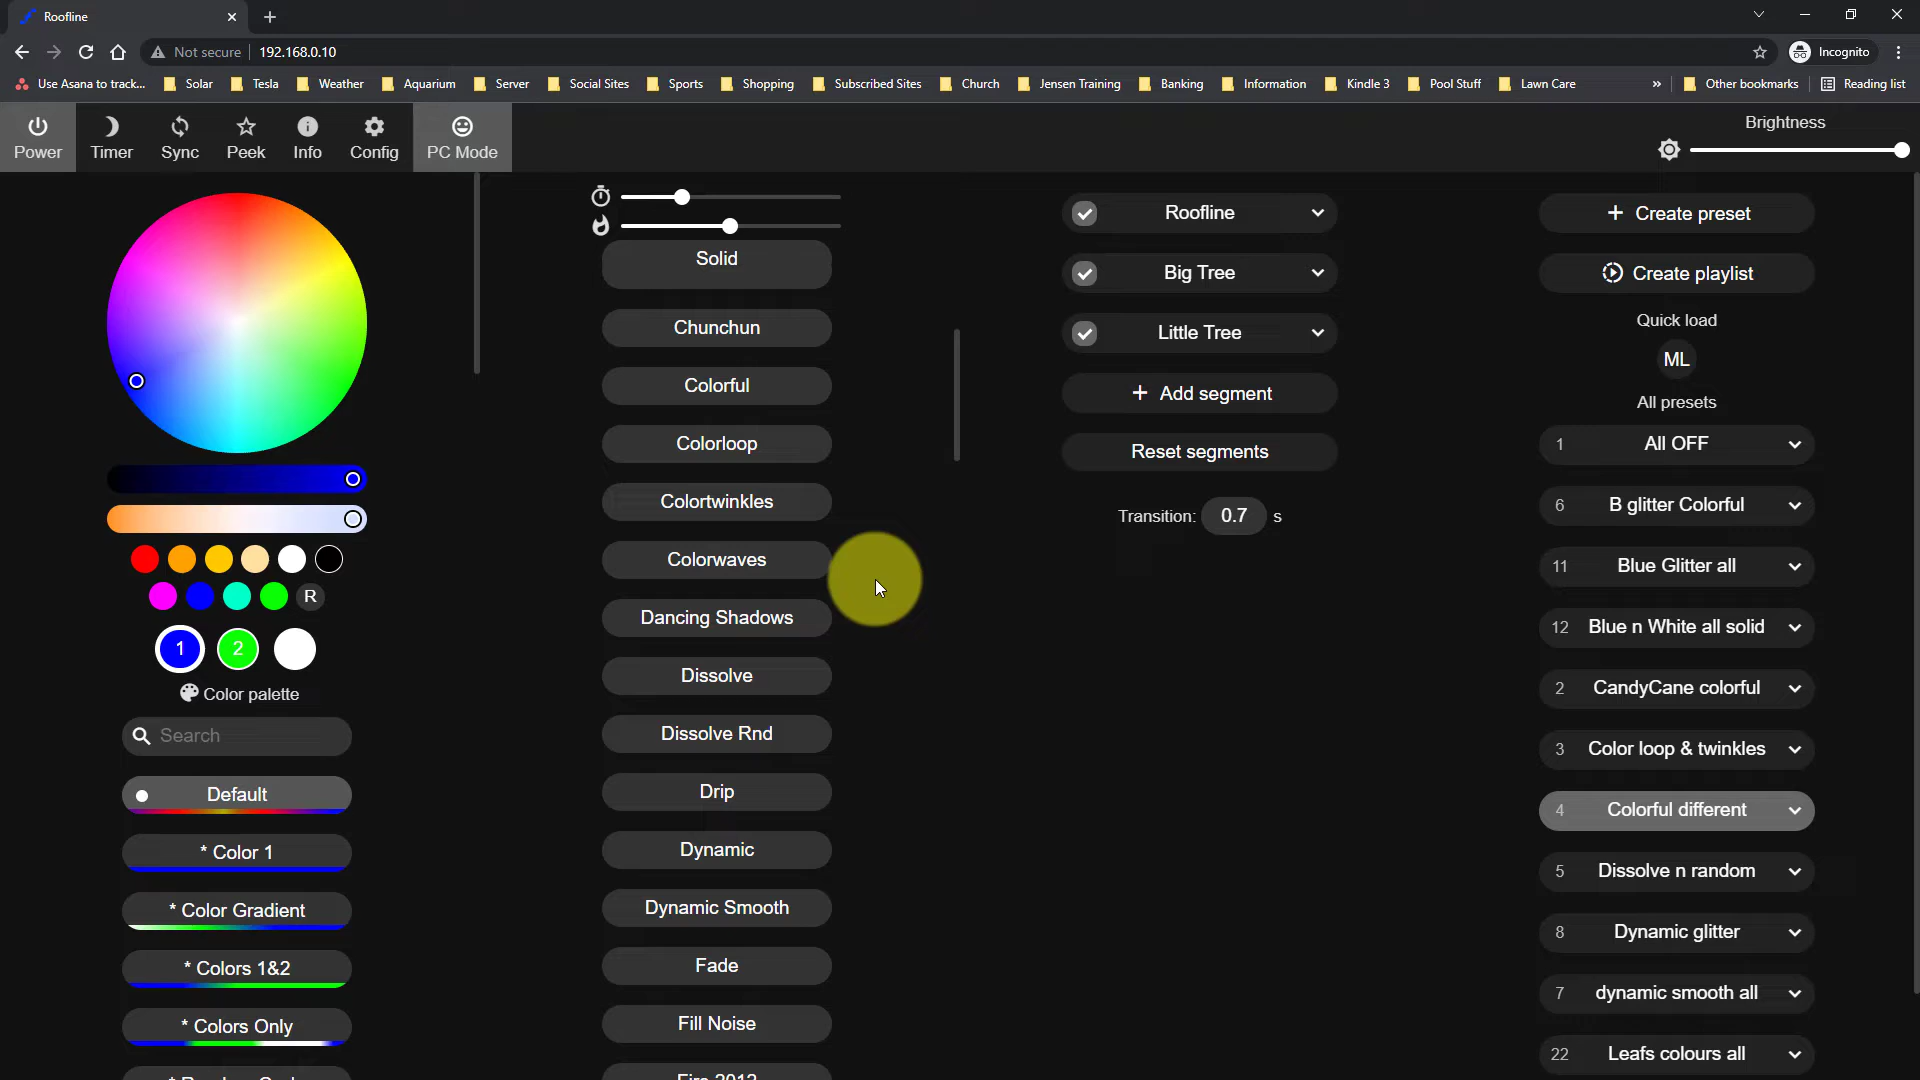 Roofline
Not secure 192.168.0.10
Incognito
Use Asana to track...
Solar
Tesla
Weather
Aquarium
Server
Social Sites
Sports
Shopping
Subscribed Sites
Church
Jensen Training
Banking
Information
Kindle 3
Pool Stuff
Lawn Care
»
Other bookmarks
Reading list
Power
Timer
Sync
Peek
Info
Config
PC Mode
Brightness
R
1
2
Color palette
Search
Default
* Color 1
* Color Gradient
* Colors 1&2
* Colors Only
Solid
Chunchun
Colorful
Colorloop
Colortwinkles
Colorwaves
Dancing Shadows
Dissolve
Dissolve Rnd
Drip
Dynamic
Dynamic Smooth
Fade
Fill Noise
Fire 2012
Roofline
Big Tree
Little Tree
+ Add segment
Reset segments
Transition: 0.7 s
+ Create preset
Create playlist
Quick load
ML
All presets
1 All OFF
6 B glitter Colorful
11 Blue Glitter all
12 Blue n White all solid
2 CandyCane colorful
3 Color loop & twinkles
4 Colorful different
5 Dissolve n random
8 Dynamic glitter
7 dynamic smooth all
22 Leafs colours all